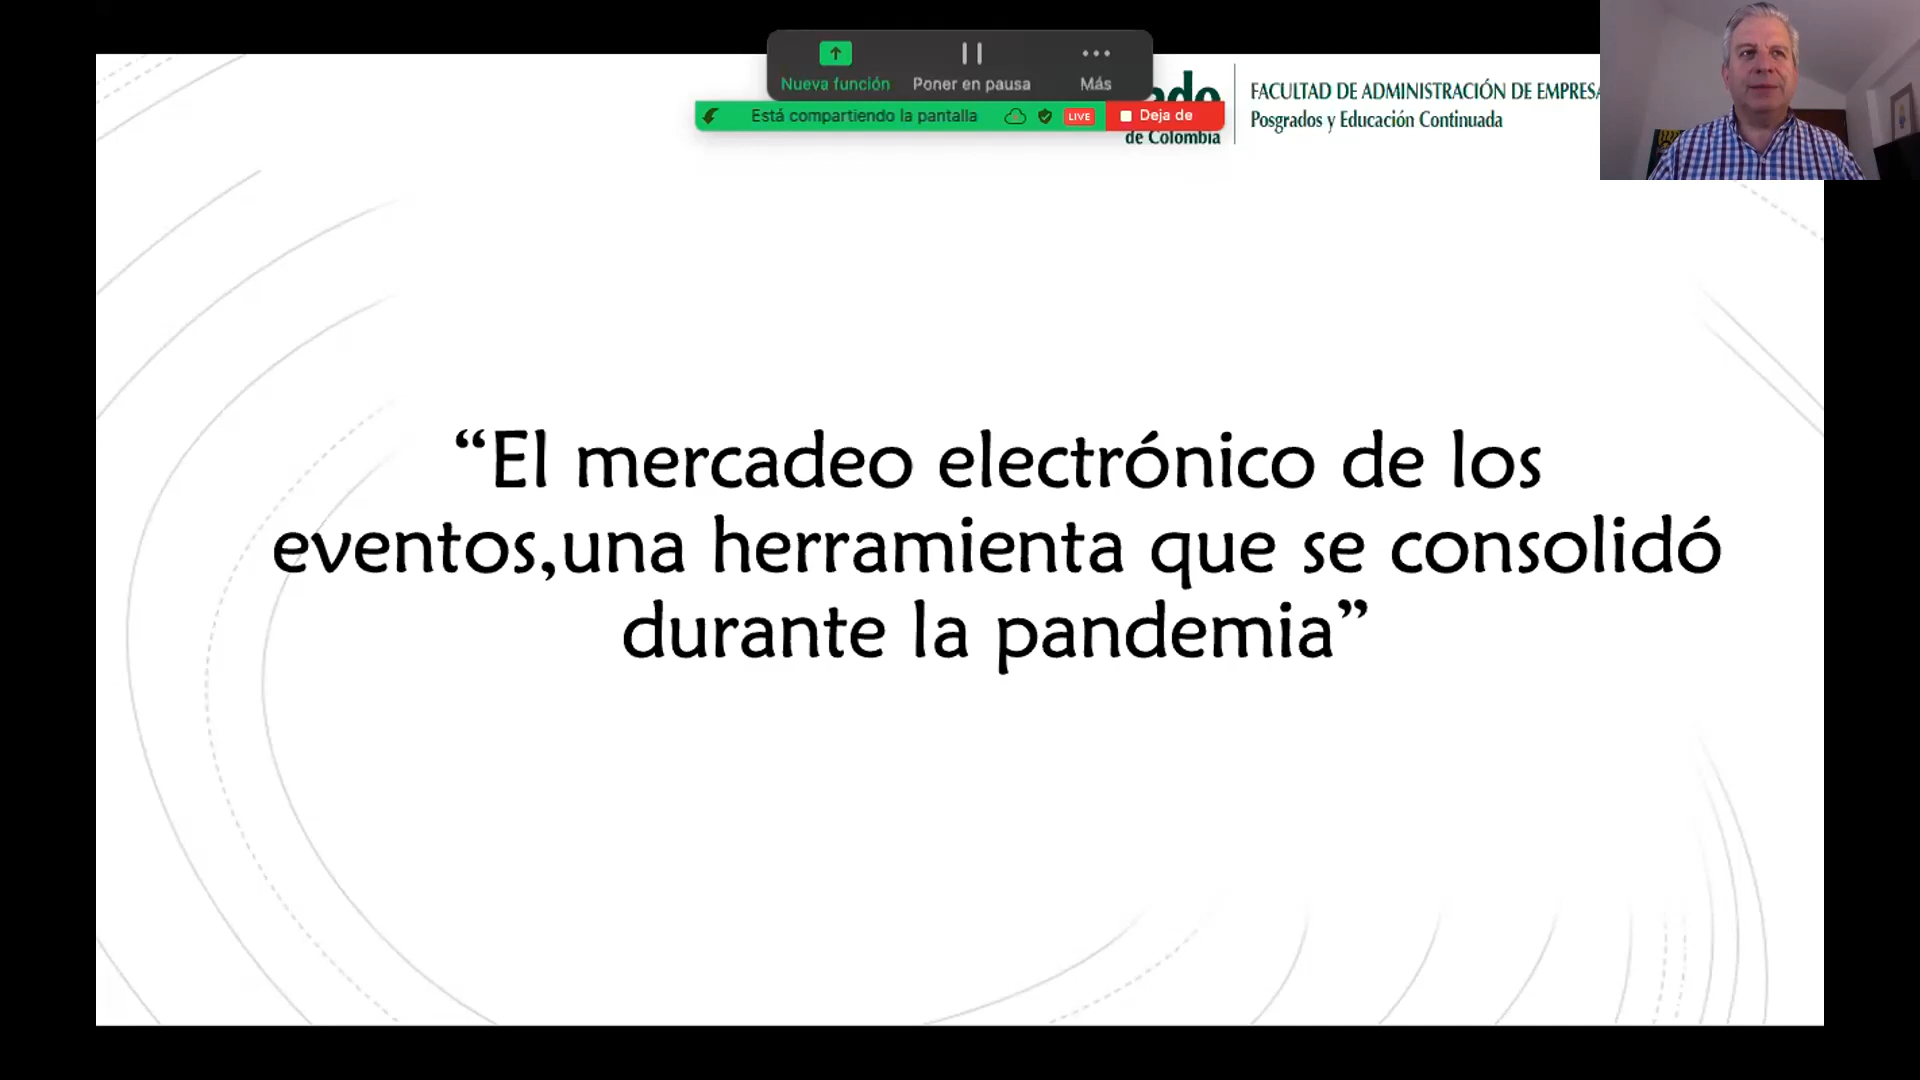 Nueva función
Poner en pausa
Más
Está compartiendo la pantalla
LIVE
Deja de
de Colombia
FACULTAD DE ADMINISTRACIÓN DE EMPRESA
Posgrados y Educación Continuada
“El mercadeo electrónico de los
eventos,una herramienta que se consolidó
durante la pandemia”